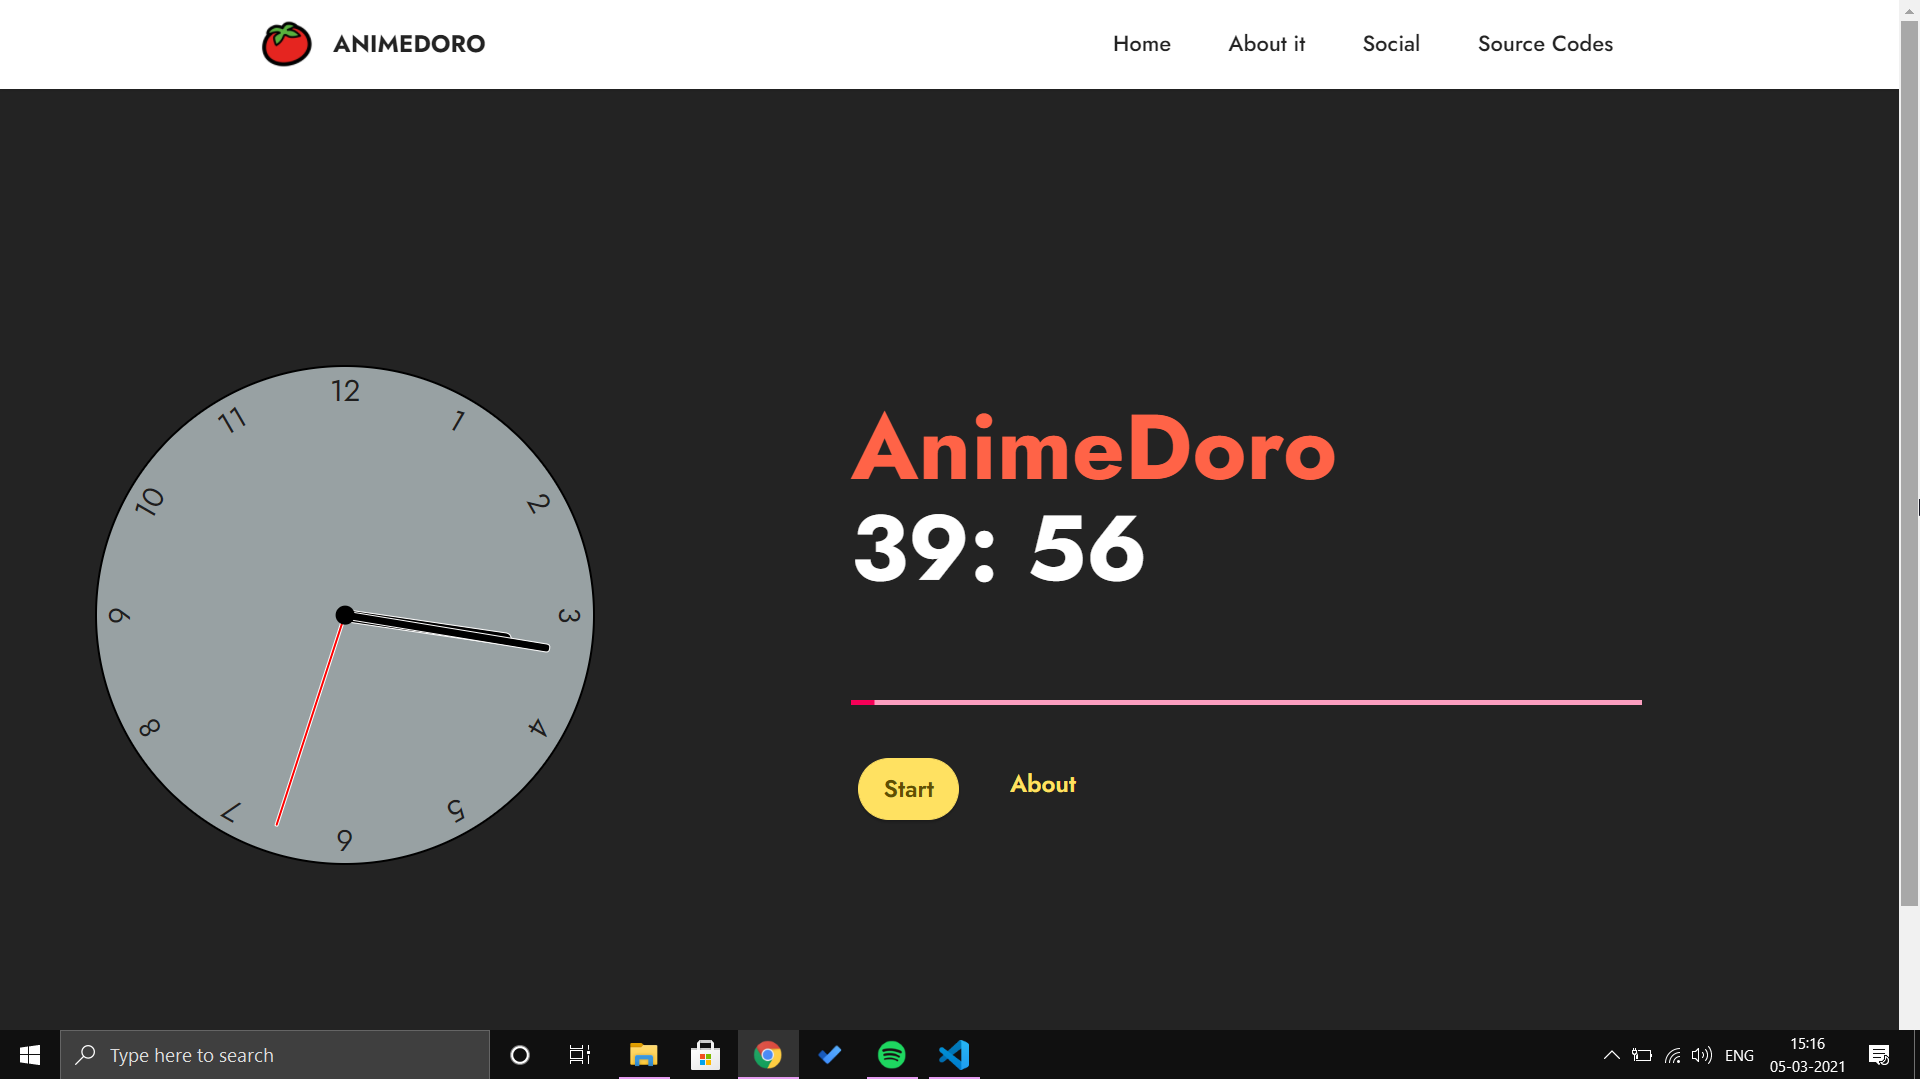 ANIMEDORO
Home About it Social Source Codes
12
11 1
10 2
9 3
8 4
7 5
6
AnimeDoro
39: 56
Start About
Type here to search
ENG
15:16
05-03-2021